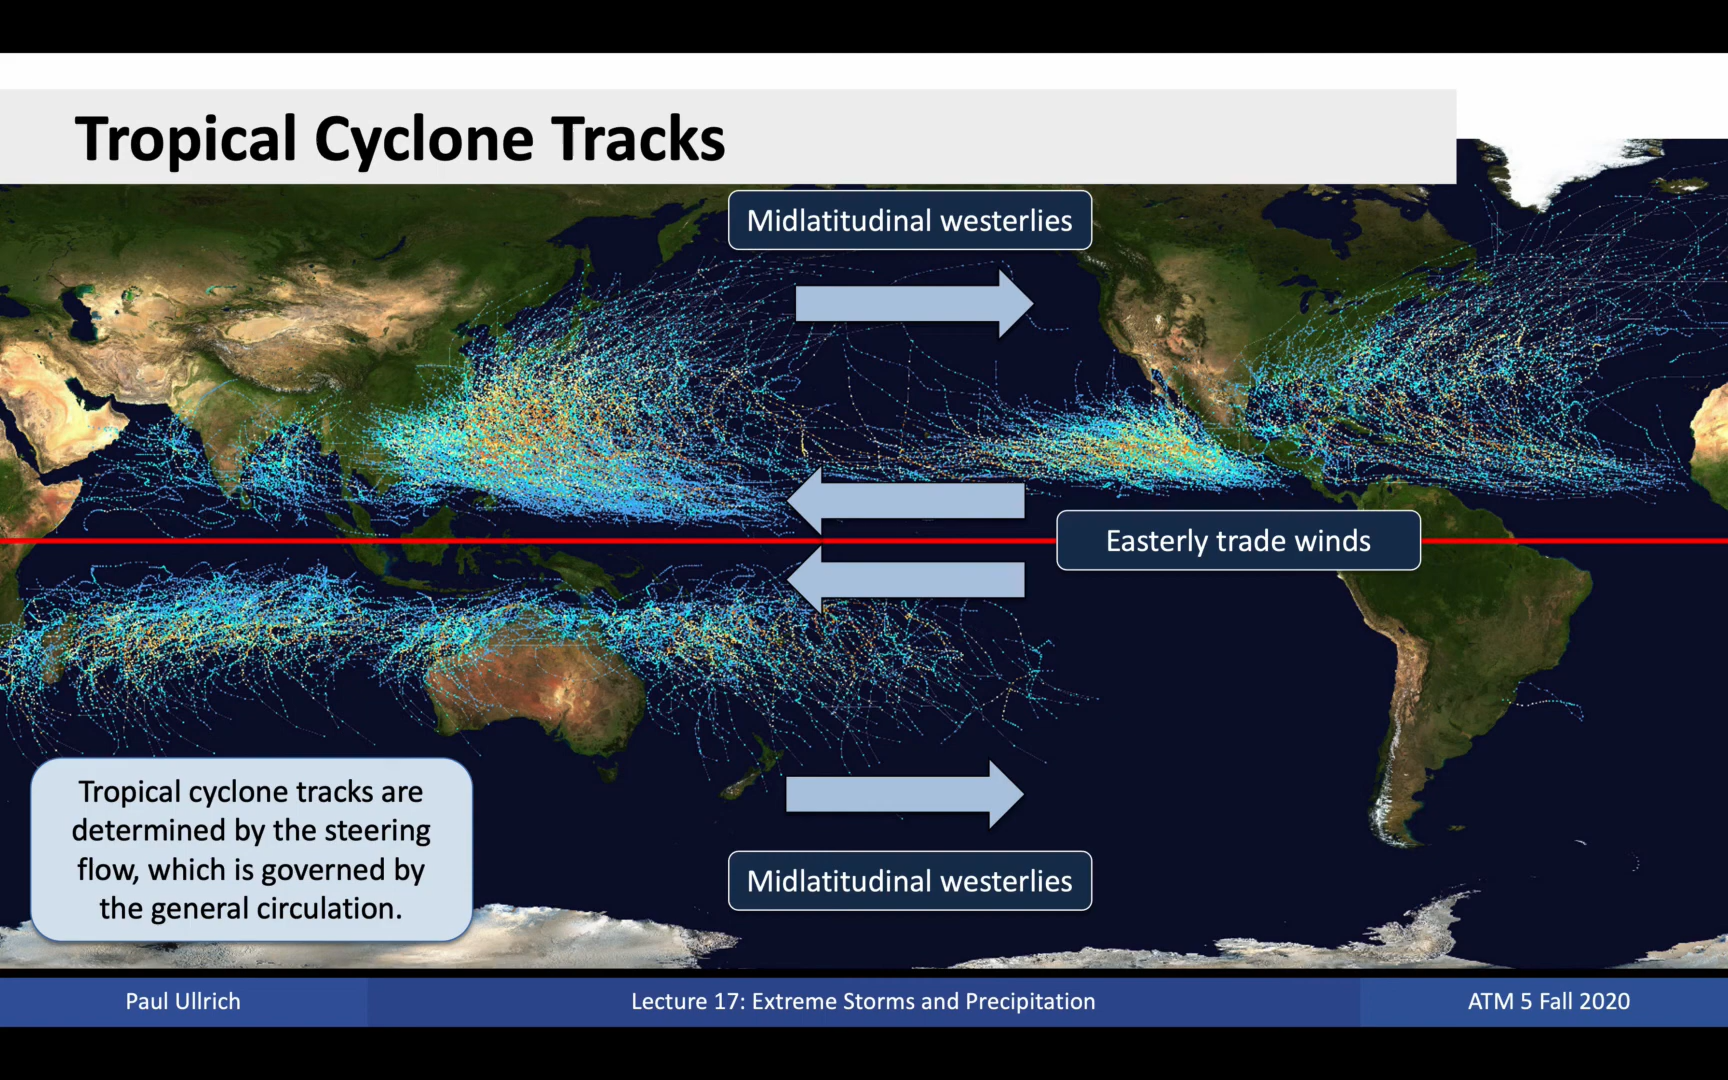 Tropical Cyclone Tracks
Midlatitudinal westerlies
Easterly trade winds
Midlatitudinal westerlies
Tropical cyclone tracks are
determined by the steering
flow, which is governed by
the general circulation.
Paul Ullrich
Lecture 17: Extreme Storms and Precipitation
ATM 5 Fall 2020